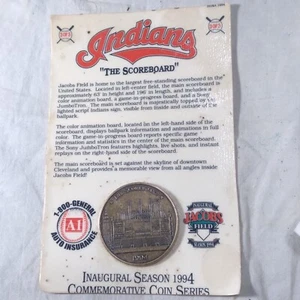 Indians
"THE SCOREBOARD"
Jacobs Field is home to the largest free-standing scoreboard in the
United States. Located in left-center field, the main scoreboard is
approximately 63' in height and 196' in length, and includes a
color animation board, a game in-progress board, and a Sony
JumboTron. The main scoreboard is majestically topped by the
lighted script Indians sign, visible from inside and outside of the
ballpark.
The color animation board, located on the left-hand side of the
scoreboard, displays ballpark information and animations in full
color. The game-in-progress board reports specific game
information and statistics in the center of the main scoreboard.
The Sony JumboTron features highlights, live shots, and instant
replays on the right-hand side of the scoreboard.
The main scoreboard is set against the skyline of downtown
Cleveland and provides a memorable view from all angles inside
Jacobs Field!
1-800-GENERAL
AI
AUTO INSURANCE
1994
JACOBS
FIELD
INAUGURAL SEASON 1994
COMMEMORATIVE COIN SERIES